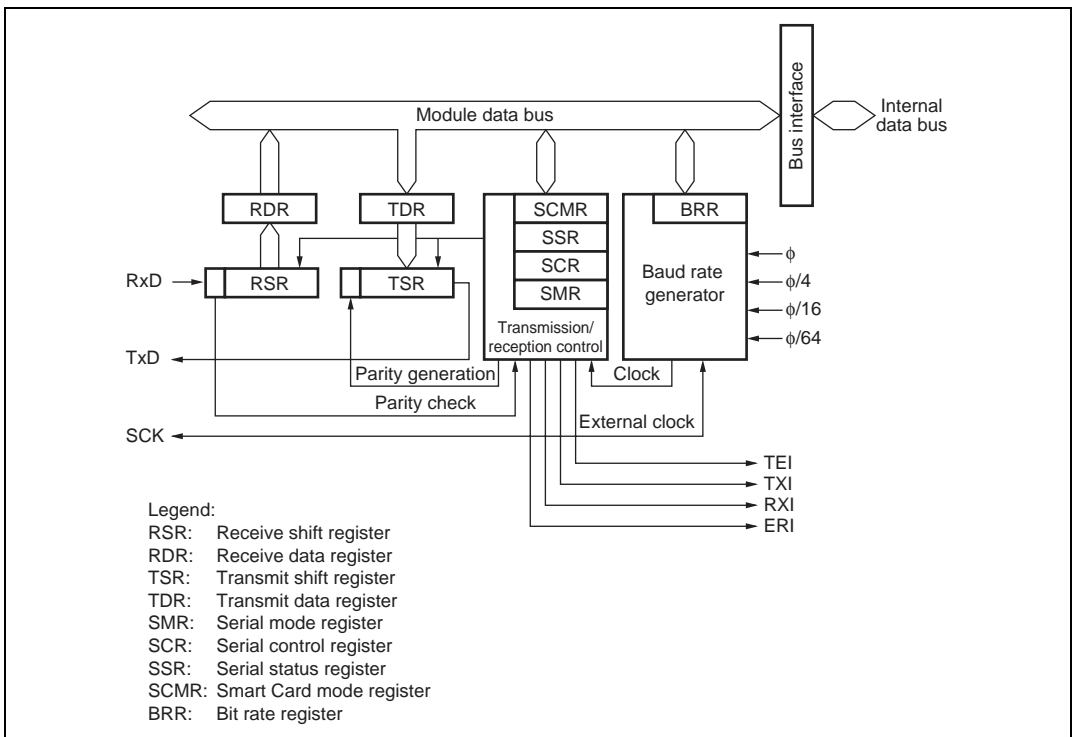 Module data bus
Bus interface
Internal
data bus
RDR
TDR
SCMR
BRR
SSR
SCR
SMR
RxD
RSR
TSR
Baud rate
generator
ϕ
ϕ/4
ϕ/16
ϕ/64
Transmission/
reception control
TxD
Parity generation
Clock
Parity check
External clock
SCK
TEI
TXI
RXI
ERI
Legend:
RSR: Receive shift register
RDR: Receive data register
TSR: Transmit shift register
TDR: Transmit data register
SMR: Serial mode register
SCR: Serial control register
SSR: Serial status register
SCMR: Smart Card mode register
BRR: Bit rate register